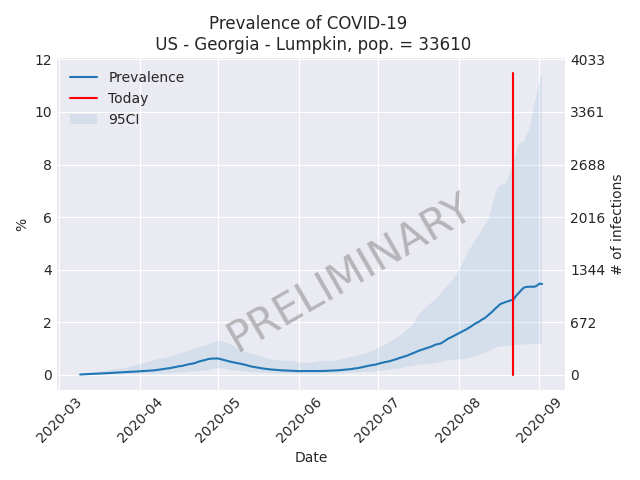 Prevalence of COVID-19
US - Georgia - Lumpkin, pop. = 33610
12
10
8
6
4
2
0
%
4033
3361
2688
2016
1344
672
0
# of infections
Prevalence
Today
95CI
PRELIMINARY
2020-03
2020-04
2020-05
2020-06
2020-07
2020-08
2020-09
Date